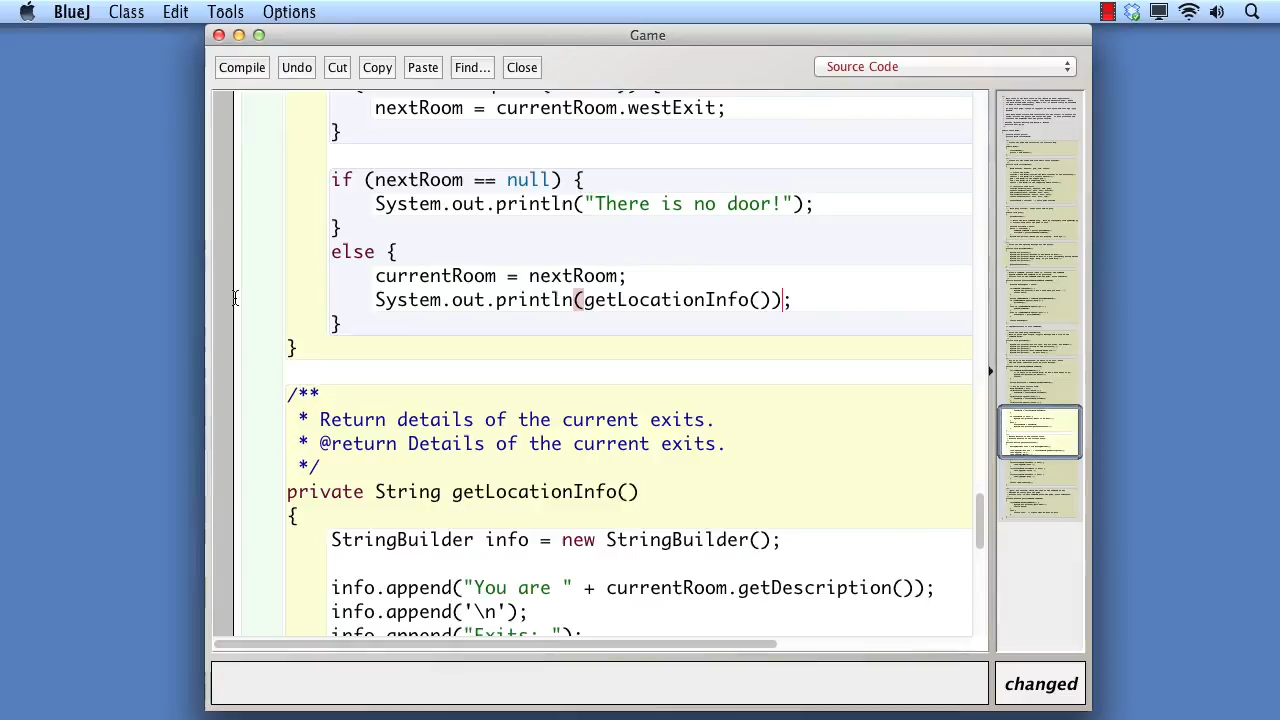 BlueJ Class Edit Tools Options
Game
Compile Undo Cut Copy Paste Find... Close Source Code
nextRoom = currentRoom.westExit;
}
if (nextRoom == null) {
System.out.println("There is no door!");
}
else {
currentRoom = nextRoom;
System.out.println(getLocationInfo());
}
}
/**
* Return details of the current exits.
* @return Details of the current exits.
*/
private String getLocationInfo()
{
StringBuilder info = new StringBuilder();
info.append("You are " + currentRoom.getDescription());
info.append('\n');
info.append("Exits: ");
changed